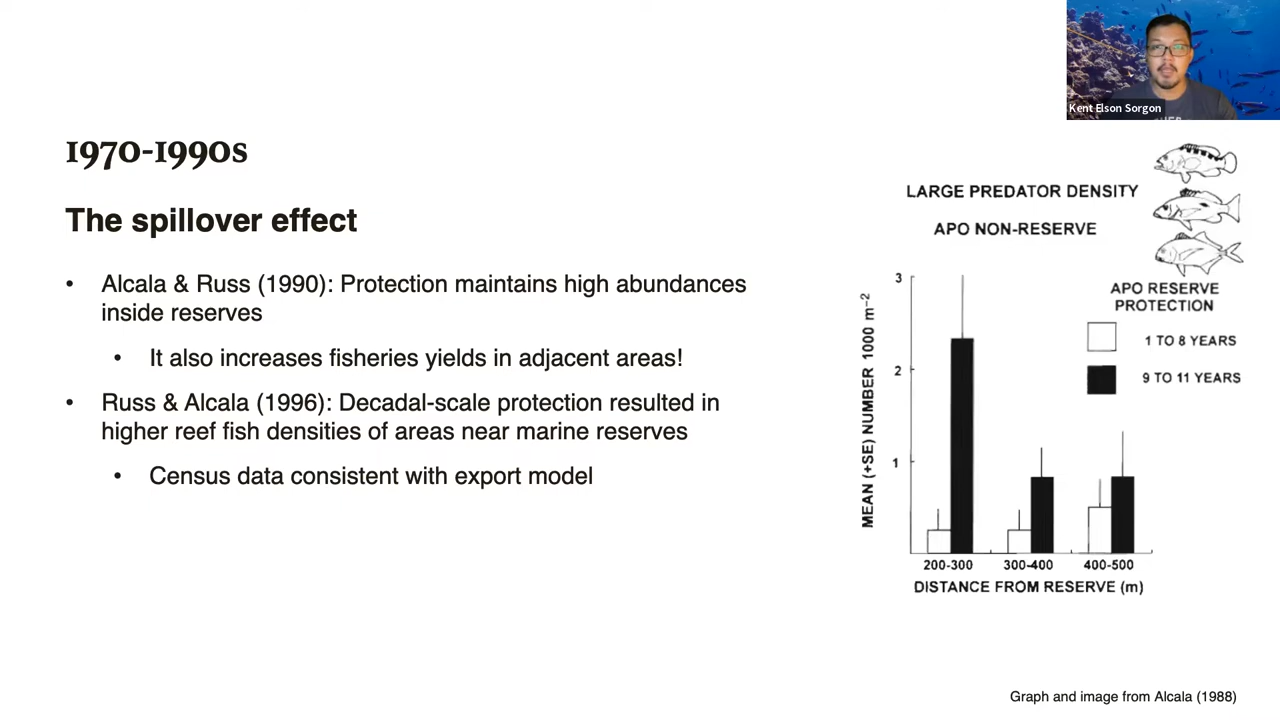 Kent Elson Sorgon
1970-1990s
The spillover effect
• Alcala & Russ (1990): Protection maintains high abundances
inside reserves
• It also increases fisheries yields in adjacent areas!
• Russ & Alcala (1996): Decadal-scale protection resulted in
higher reef fish densities of areas near marine reserves
• Census data consistent with export model
LARGE PREDATOR DENSITY
APO NON-RESERVE
APO RESERVE
PROTECTION
1 TO 8 YEARS
9 TO 11 YEARS
MEAN (+SE) NUMBER 1000 m⁻²
3
2
1
200-300 300-400 400-500
DISTANCE FROM RESERVE (m)
Graph and image from Alcala (1988)